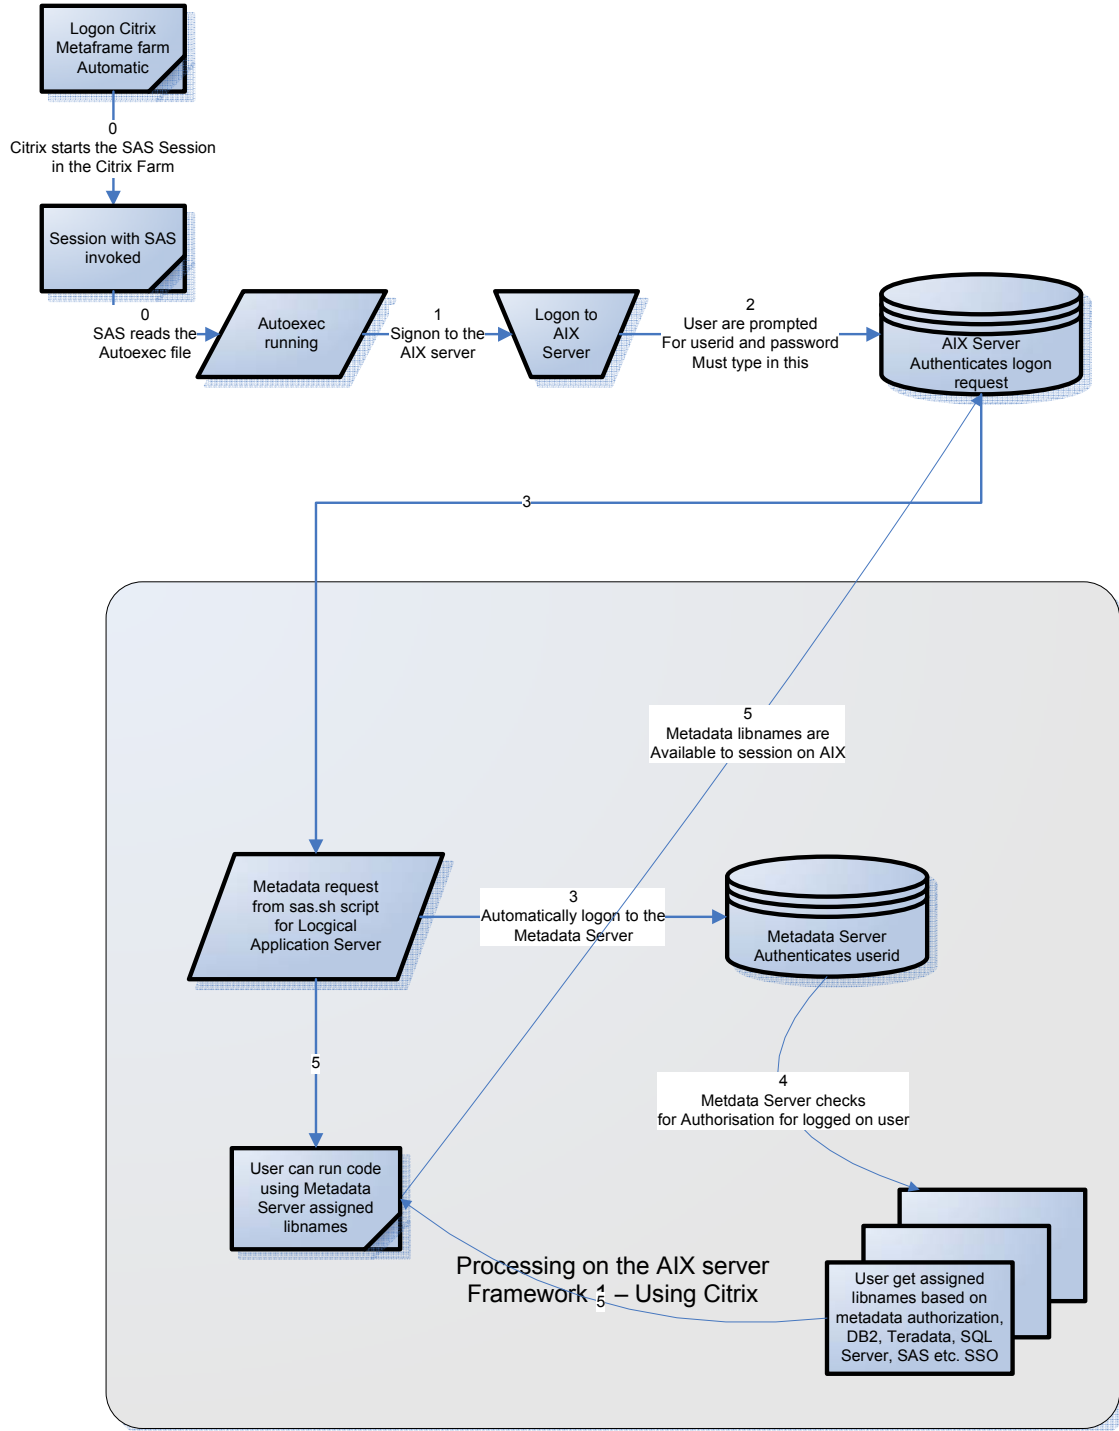 Logon Citrix
Metaframe farm
Automatic
0
Citrix starts the SAS Session
in the Citrix Farm
Session with SAS
invoked
0
SAS reads the
Autoexec file
Autoexec
running
1
Signon to the
AIX server
Logon to
AIX
Server
2
User are prompted
For userid and password
Must type in this
AIX Server
Authenticates logon
request
3
5
Metadata libnames are
Available to session on AIX
Metadata request
from sas.sh script
for Locgical
Application Server
3
Automatically logon to the
Metadata Server
Metadata Server
Authenticates userid
5
4
Metdata Server checks
for Authorisation for logged on user
User can run code
using Metadata
Server assigned
libnames
Processing on the AIX server
Framework 1 – Using Citrix
5
User get assigned
libnames based on
metadata authorization,
DB2, Teradata, SQL
Server, SAS etc. SSO